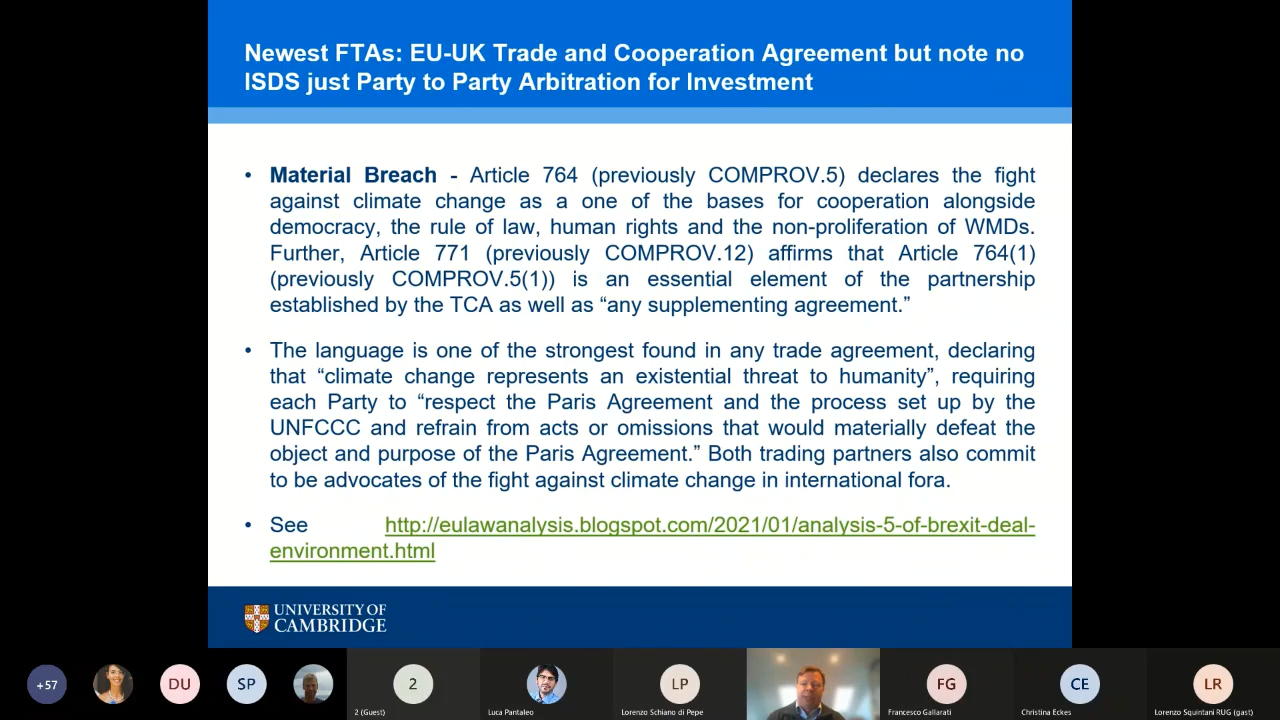 Newest FTAs: EU-UK Trade and Cooperation Agreement but note no
ISDS just Party to Party Arbitration for Investment
• Material Breach - Article 764 (previously COMPROV.5) declares the fight
against climate change as a one of the bases for cooperation alongside
democracy, the rule of law, human rights and the non-proliferation of WMDs.
Further, Article 771 (previously COMPROV.12) affirms that Article 764(1)
(previously COMPROV.5(1)) is an essential element of the partnership
established by the TCA as well as “any supplementing agreement.”
• The language is one of the strongest found in any trade agreement, declaring
that “climate change represents an existential threat to humanity”, requiring
each Party to “respect the Paris Agreement and the process set up by the
UNFCCC and refrain from acts or omissions that would materially defeat the
object and purpose of the Paris Agreement.” Both trading partners also commit
to be advocates of the fight against climate change in international fora.
• See http://eulawanalysis.blogspot.com/2021/01/analysis-5-of-brexit-deal-
environment.html
UNIVERSITY OF
CAMBRIDGE
+57
DU
SP
2
LP
FG
CE
LR
2 (Guest)
Luca Pantaleo
Lorenzo Schiano di Pepe
Francesco Gallarati
Christina Eckes
Lorenzo Squintani RUG (gast)